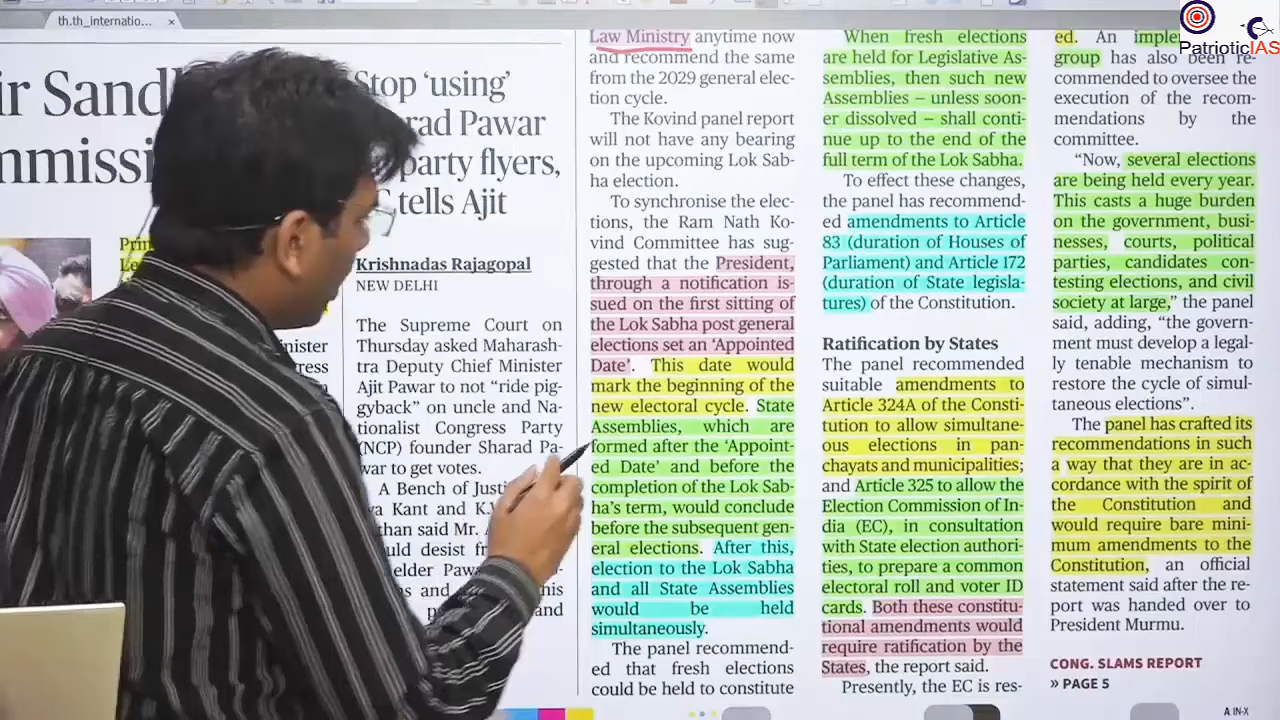 th.th_internatio... ×
PatrioticIAS
ir Sand
mmissi
Prim
Le
nister
ress
Stop ‘using’
rad Pawar
party flyers,
tells Ajit
Krishnadas Rajagopal
NEW DELHI
The Supreme Court on
Thursday asked Maharash-
tra Deputy Chief Minister
Ajit Pawar to not “ride pig-
gyback” on uncle and Na-
tionalist Congress Party
(NCP) founder Sharad Pa-
war to get votes.
A Bench of Justi
ya Kant and K.V
than said Mr. A
uld desist fr
elder Pawa
s and a his
p and
Law Ministry anytime now
and recommend the same
from the 2029 general elec-
tion cycle.
The Kovind panel report
will not have any bearing
on the upcoming Lok Sab-
ha election.
To synchronise the elec-
tions, the Ram Nath Ko-
vind Committee has sug-
gested that the President,
through a notification is-
sued on the first sitting of
the Lok Sabha post general
elections set an ‘Appointed
Date’. This date would
mark the beginning of the
new electoral cycle. State
Assemblies, which are
formed after the ‘Appoint-
ed Date’ and before the
completion of the Lok Sab-
ha’s term, would conclude
before the subsequent gen-
eral elections. After this,
election to the Lok Sabha
and all State Assemblies
would be held
simultaneously.
The panel recommend-
ed that fresh elections
could be held to constitute
When fresh elections
are held for Legislative As-
semblies, then such new
Assemblies – unless soon-
er dissolved – shall conti-
nue up to the end of the
full term of the Lok Sabha.
To effect these changes,
the panel has recommend-
ed amendments to Article
83 (duration of Houses of
Parliament) and Article 172
(duration of State legisla-
tures) of the Constitution.
Ratification by States
The panel recommended
suitable amendments to
Article 324A of the Consti-
tution to allow simultane-
ous elections in pan-
chayats and municipalities;
and Article 325 to allow the
Election Commission of In-
dia (EC), in consultation
with State election authori-
ties, to prepare a common
electoral roll and voter ID
cards. Both these constitu-
tional amendments would
require ratification by the
States, the report said.
Presently, the EC is res-
ed. An imple
group has also been re-
commended to oversee the
execution of the recom-
mendations by the
committee.
“Now, several elections
are being held every year.
This casts a huge burden
on the government, busi-
nesses, courts, political
parties, candidates con-
testing elections, and civil
society at large,” the panel
said, adding, “the govern-
ment must develop a legal-
ly tenable mechanism to
restore the cycle of simul-
taneous elections”.
The panel has crafted its
recommendations in such
a way that they are in ac-
cordance with the spirit of
the Constitution and
would require bare mini-
mum amendments to the
Constitution, an official
statement said after the re-
port was handed over to
President Murmu.
CONG. SLAMS REPORT
» PAGE 5
A IN-X